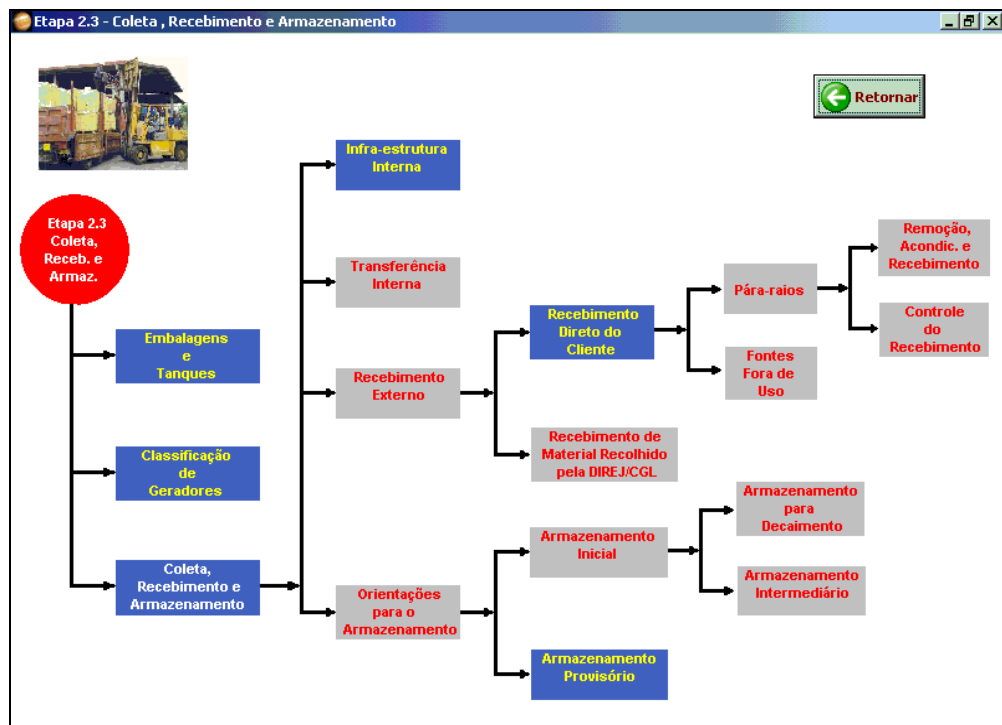 Etapa 2.3 - Coleta , Recebimento e Armazenamento
Retornar
Etapa 2.3
Coleta,
Receb. e
Armaz.
Embalagens
e
Tanques
Classificação
de
Geradores
Coleta,
Recebimento e
Armazenamento
Infra-estrutura
Interna
Transferência
Interna
Recebimento
Externo
Orientações
para o
Armazenamento
Recebimento
Direto do
Cliente
Recebimento de
Material Recolhido
pela DIREJ/CGL
Armazenamento
Inicial
Armazenamento
Provisório
Pára-raios
Fontes
Fora de
Uso
Armazenamento
para
Decaimento
Armazenamento
Intermediário
Remoção,
Acondic. e
Recebimento
Controle
do
Recebimento